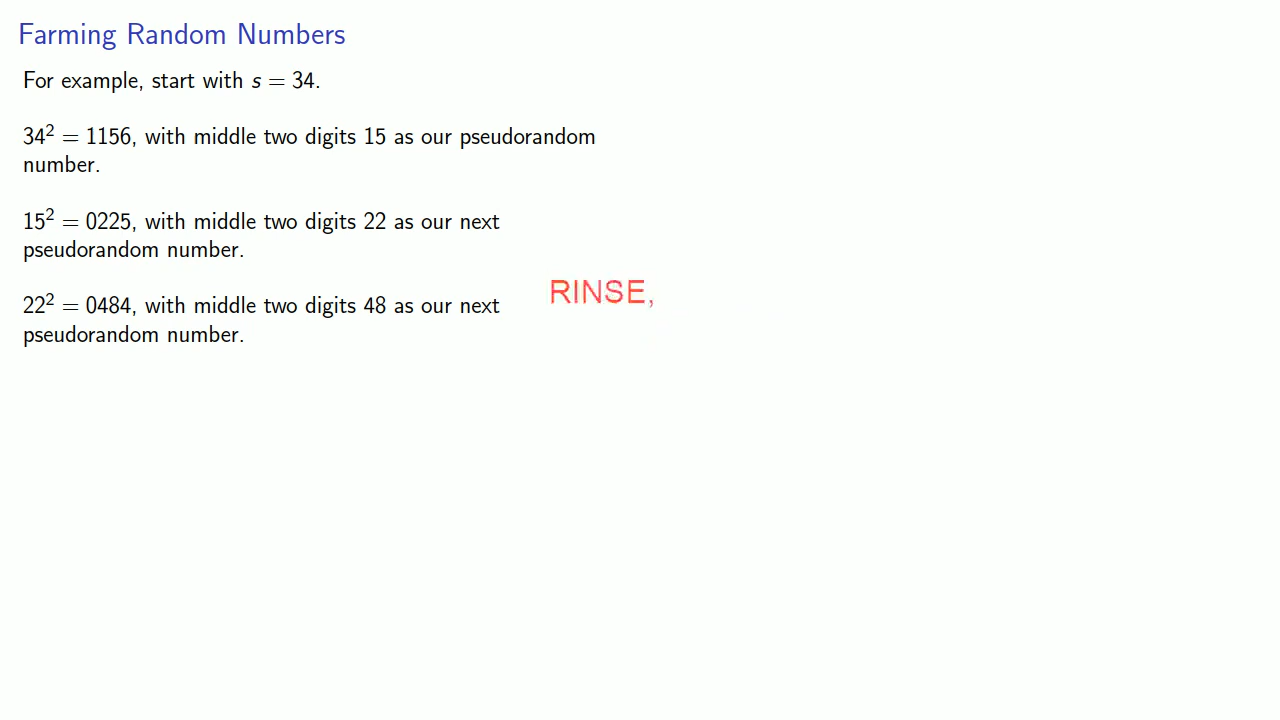 Farming Random Numbers
For example, start with s = 34.
34² = 1156, with middle two digits 15 as our pseudorandom
number.
15² = 0225, with middle two digits 22 as our next
pseudorandom number.
22² = 0484, with middle two digits 48 as our next
pseudorandom number.
RINSE,